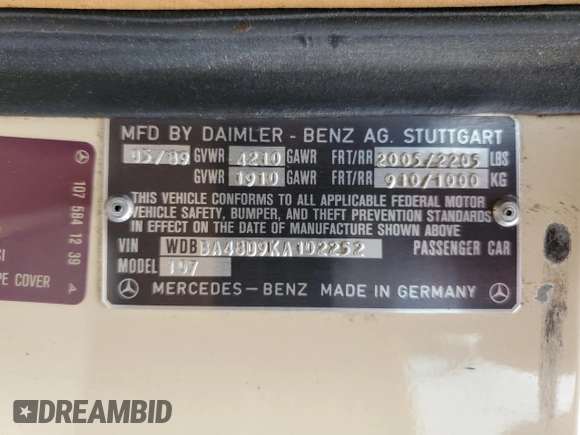 MFD BY DAIMLER - BENZ AG. STUTTGART
05/89 GVWR 4210 GAWR FRT/RR 2005/2205 LBS
GVWR 1910 GAWR FRT/RR 910/1000 KG
THIS VEHICLE CONFORMS TO ALL APPLICABLE FEDERAL MOTOR
VEHICLE SAFETY, BUMPER, AND THEFT PREVENTION STANDARDS
IN EFFECT ON THE DATE OF MANUFACTURE SHOWN ABOVE
VIN WDBBA48D9KA102252 PASSENGER CAR
MODEL 107
MERCEDES-BENZ MADE IN GERMANY
107 584 12 39 A.
PE COVER
DREAMBID